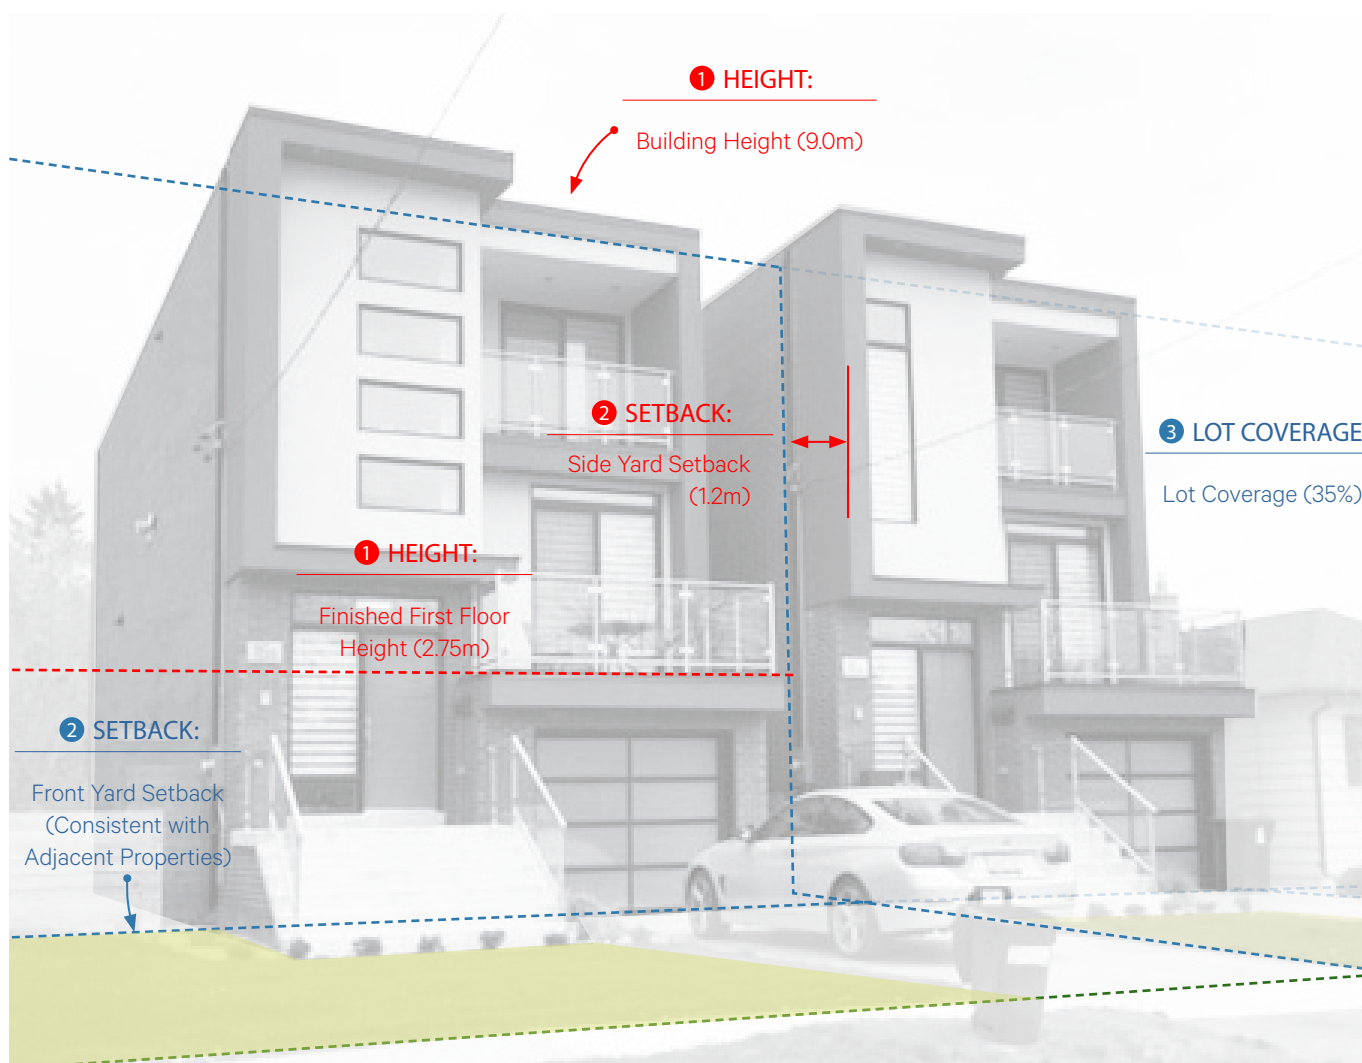 1 HEIGHT:
Building Height (9.0m)
2 SETBACK:
Side Yard Setback
(1.2m)
3 LOT COVERAGE
Lot Coverage (35%)
1 HEIGHT:
Finished First Floor
Height (2.75m)
2 SETBACK:
Front Yard Setback
(Consistent with
Adjacent Properties)